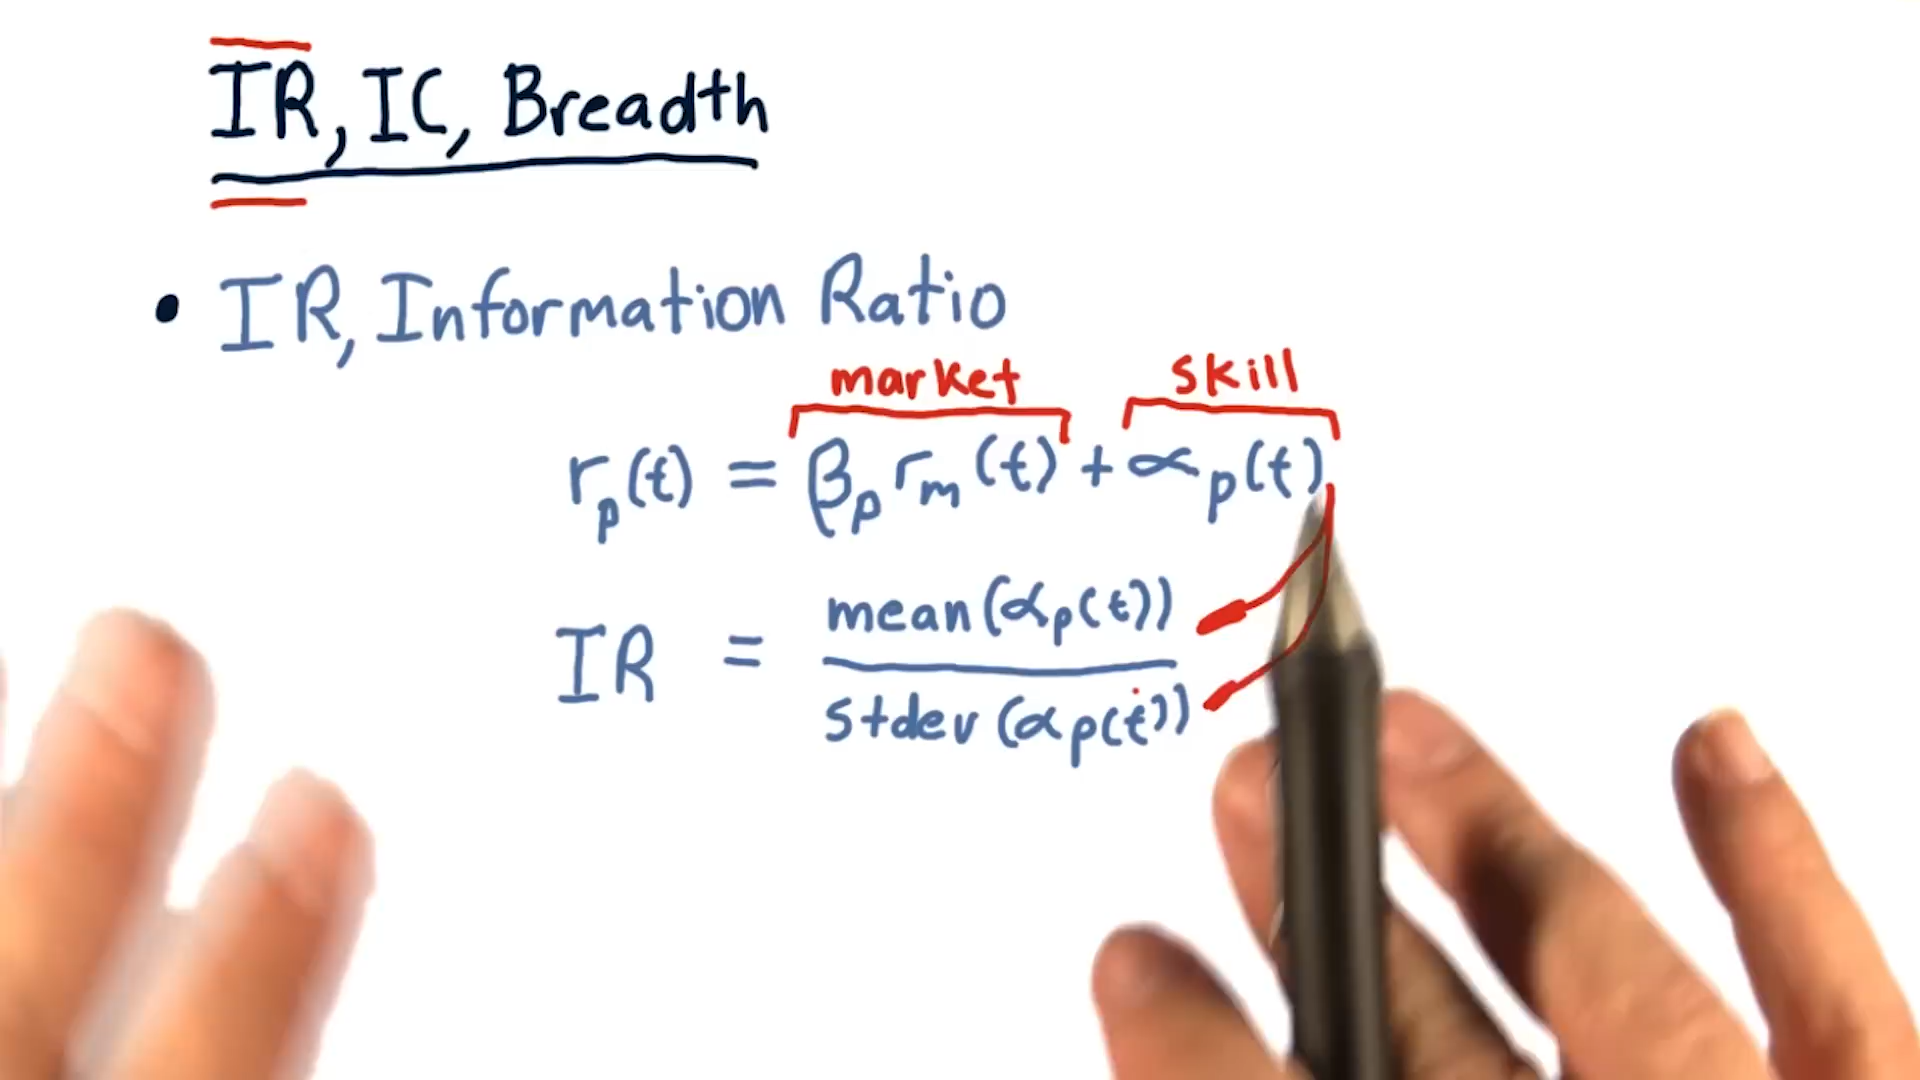 IR, IC, Breadth
• IR, Information Ratio
market skill
rₚ(t) = βₚ rₘ(t) + αₚ(t)
IR = mean(αₚ(t)) / stdev(αₚ(t))